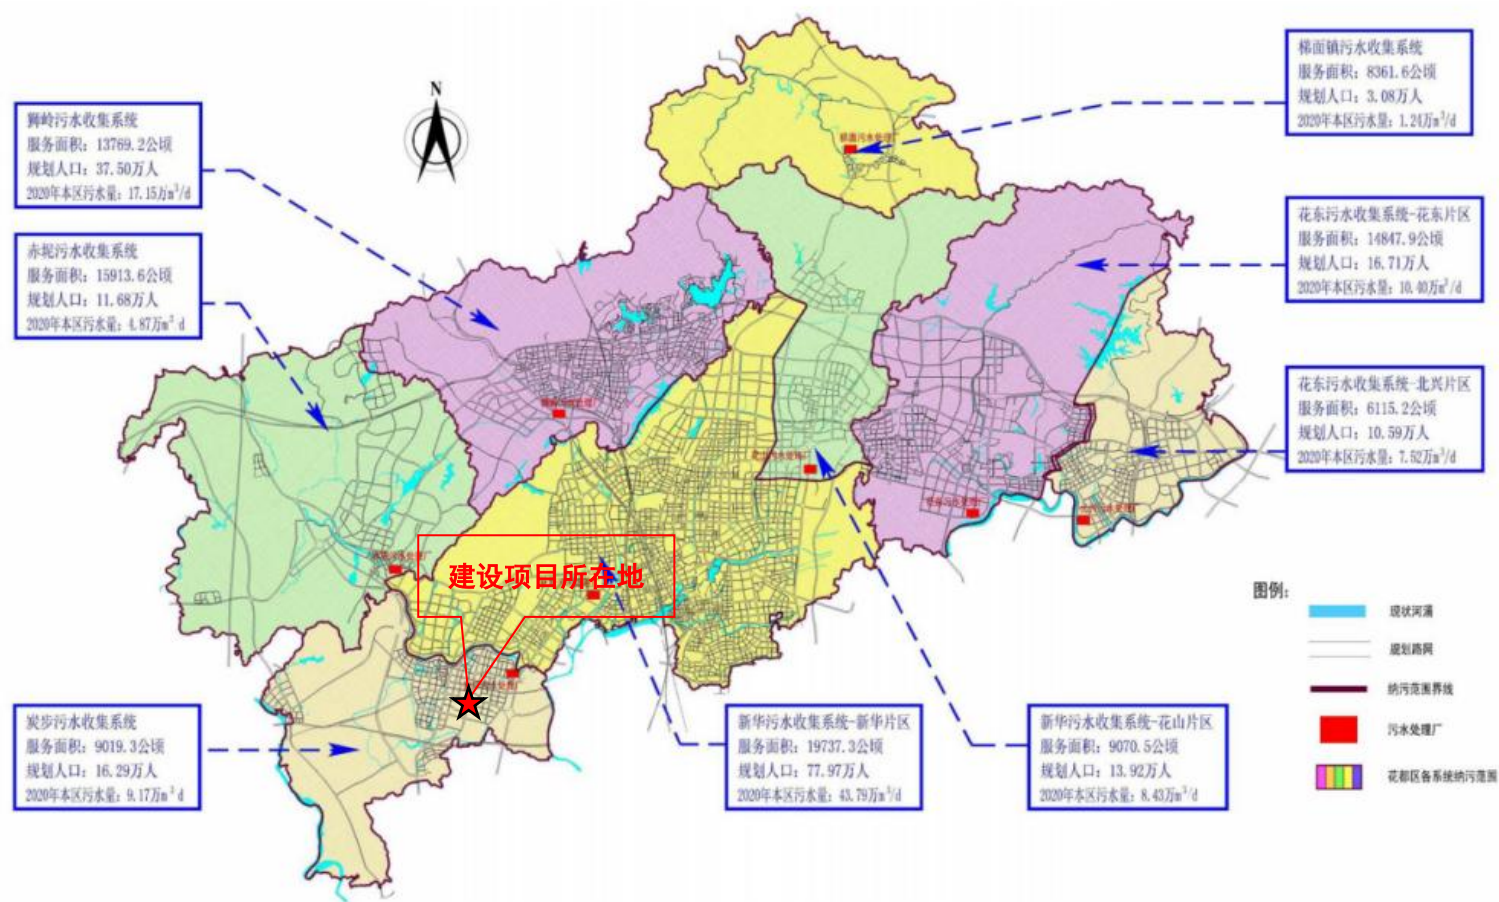 N
梯面镇污水收集系统
服务面积：8361.6公顷
规划人口：3.08万人
2020年本区污水量：1.24万m³/d
狮岭污水收集系统
服务面积：13769.2公顷
规划人口：37.50万人
2020年本区污水量：17.15万m³/d
花东污水收集系统-花东片区
服务面积：14847.9公顷
规划人口：16.71万人
2020年本区污水量：10.40万m³/d
赤坭污水收集系统
服务面积：15913.6公顷
规划人口：11.68万人
2020年本区污水量：4.87万m³ d
花东污水收集系统-北兴片区
服务面积：6115.2公顷
规划人口：10.59万人
2020年本区污水量：7.52万m³/d
梯面污水处理厂
建设项目所在地
图例：
现状河涌
规划路网
纳污范围界线
污水处理厂
花都区各系统纳污范围
炭步污水收集系统
服务面积：9019.3公顷
规划人口：16.29万人
2020年本区污水量：9.17万m³ d
新华污水收集系统-新华片区
服务面积：19737.3公顷
规划人口：77.97万人
2020年本区污水量：43.79万m³/d
新华污水收集系统-花山片区
服务面积：9070.5公顷
规划人口：13.92万人
2020年本区污水量：8.43万m³/d